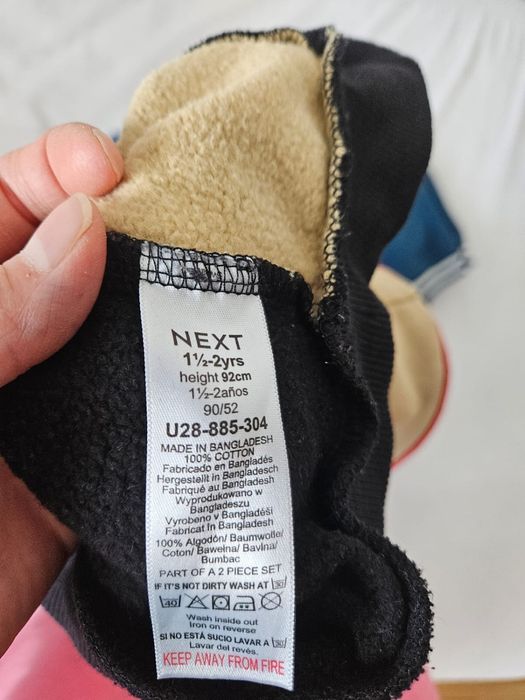 NEXT
1½-2yrs
height 92cm
1½-2años
90/52
U28-885-304
MADE IN BANGLADESH
100% COTTON
Fabricado en Bangladés
Hergestellt in Bangladesch
Fabriqué au Bangladesh
Wyprodukowano w
Bangladeszu
Vyrobeno v Bangladéši
Fabricat în Bangladesh
100% Algodón/ Baumwolle/
Coton/ Bawełna/ Bavlna/
Bumbac
PART OF A 2 PIECE SET
IF IT'S NOT DIRTY WASH AT 30
40
Wash inside out
Iron on reverse
SI NO ESTÁ SUCIO LAVAR A 30
Lavar del revés.
KEEP AWAY FROM FIRE